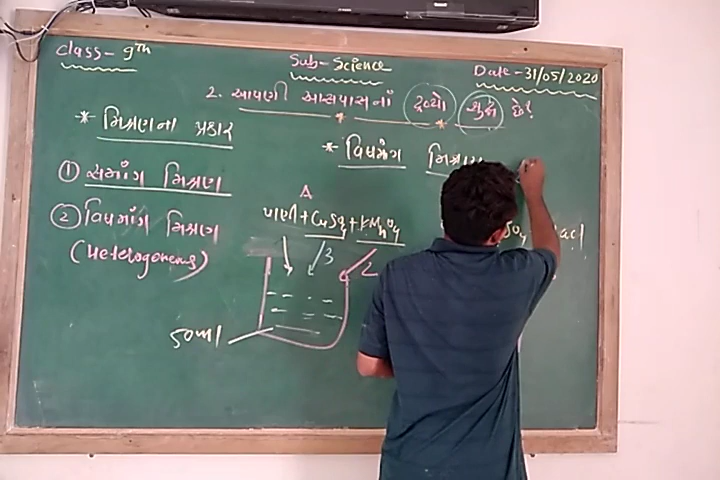 Class- 9th
Sub- Science
Date - 31/05/2020
2. આપણી આસપાસનાં દ્રવ્યો શુદ્ધ છે?
* મિશ્રણના પ્રકાર
* વિષમાંગ મિશ્રણ
① સમાંગ મિશ્રણ
② વિષમાંગ મિશ્રણ
(Heterogeneous)
A
પાણી + CuSO4 + KMnO4
3
2
50ml